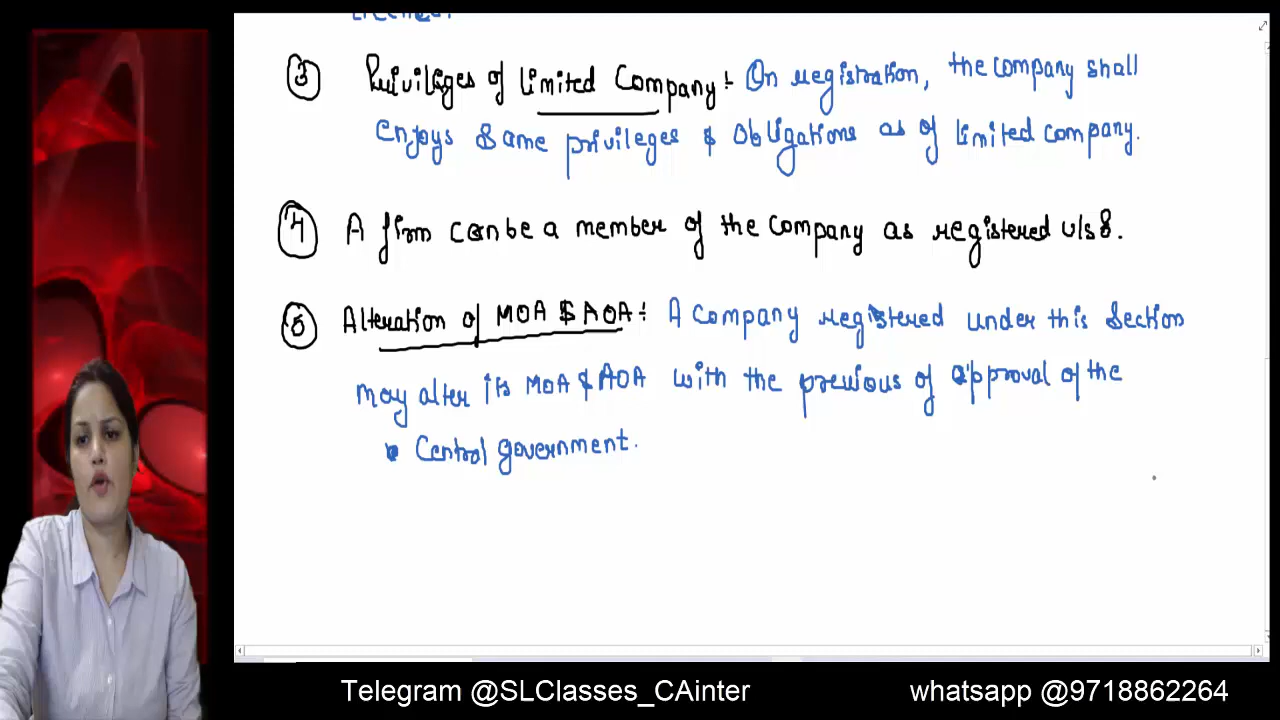 ③ Privileges of limited Company:- On registration, the company shall
enjoys same privileges & obligations as of limited company.
④ A firm can be a member of the company as registered u/s 8.
⑤ Alteration of MOA & AOA:- A company registered under this section
may alter its MOA & AOA with the previous of approval of the
Central government.
Telegram @SLClasses_CAinter
whatsapp @9718862264